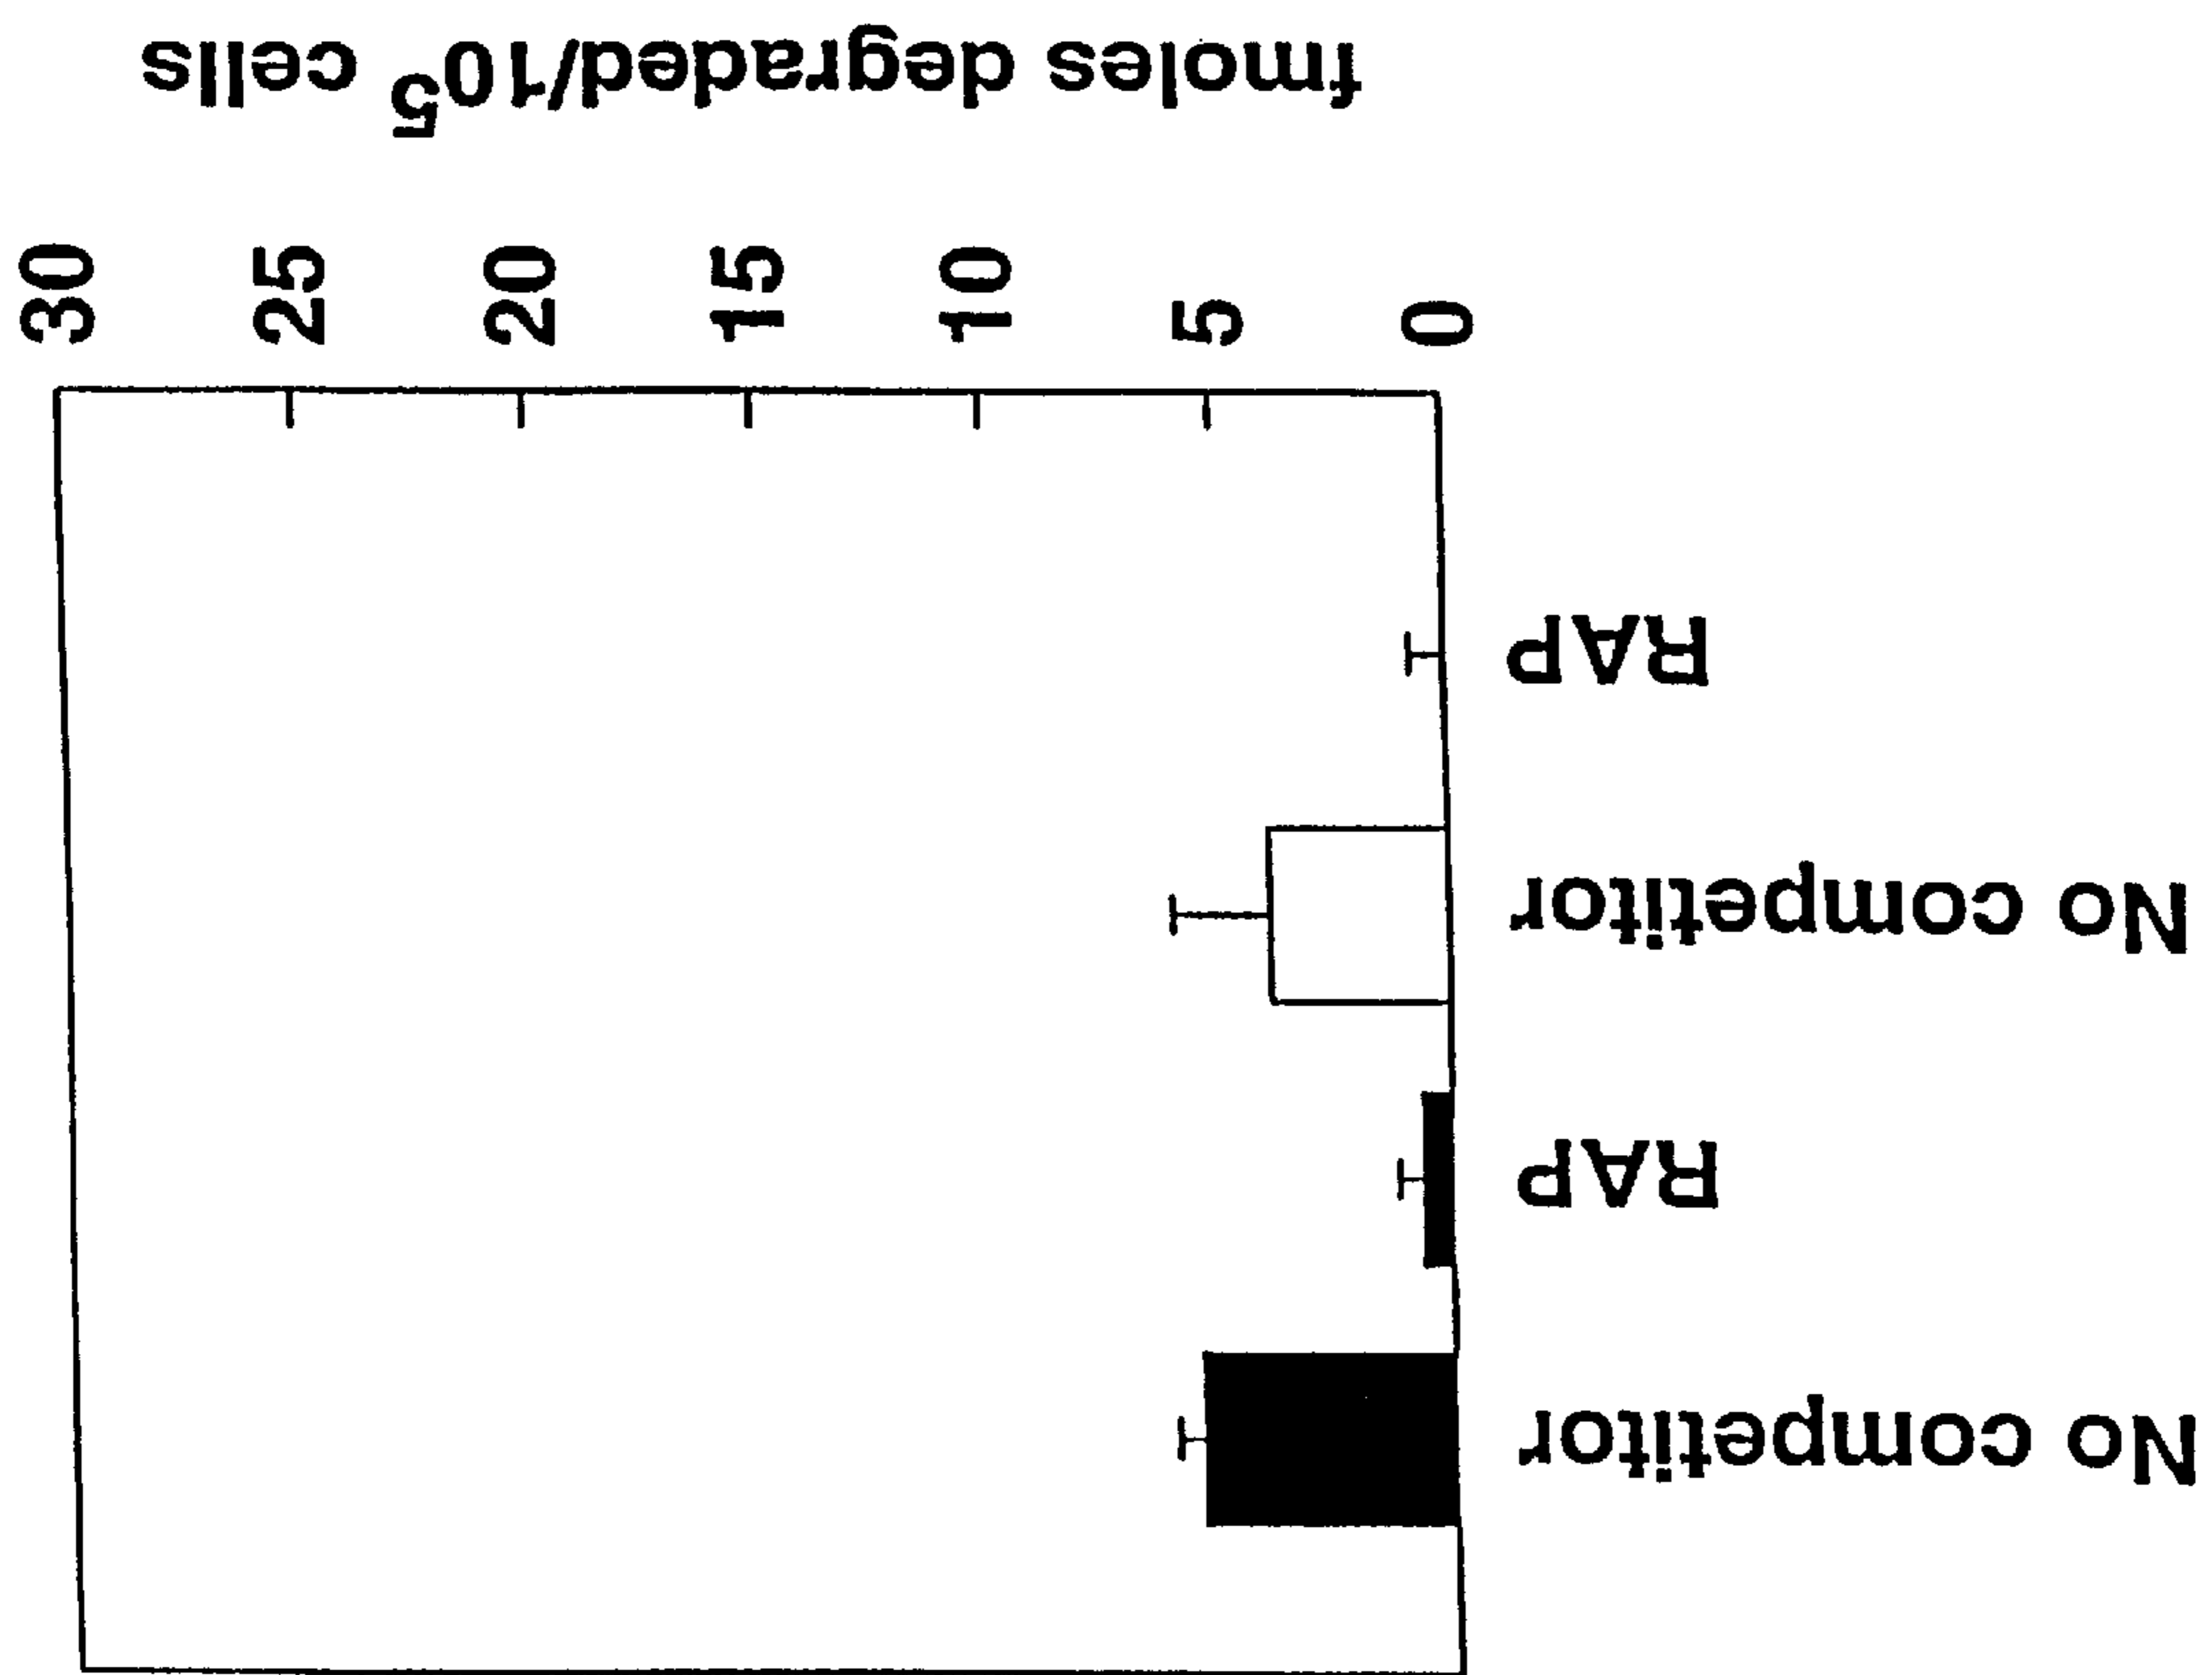 fmoles degraded/10⁵ cells
30
25
20
15
10
5
0
RAP
No competitor
RAP
No competitor